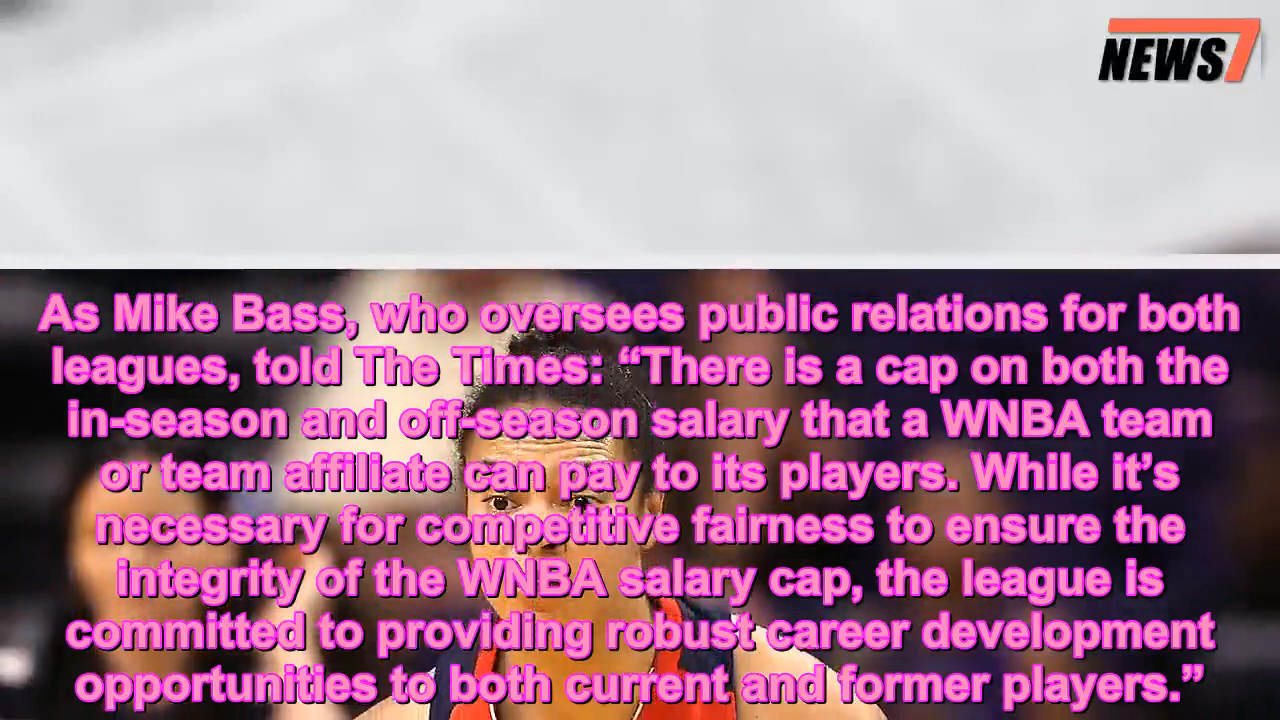 NEWS7
As Mike Bass, who oversees public relations for both
leagues, told The Times: “There is a cap on both the
in-season and off-season salary that a WNBA team
or team affiliate can pay to its players. While it’s
necessary for competitive fairness to ensure the
integrity of the WNBA salary cap, the league is
committed to providing robust career development
opportunities to both current and former players.”